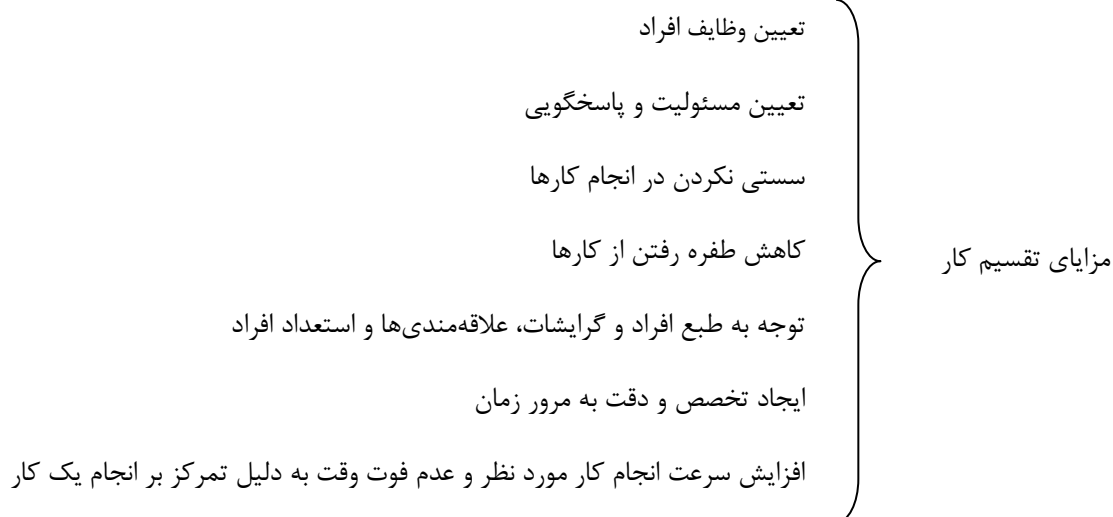 مزایای تقسیم کار
تعیین وظایف افراد
تعیین مسئولیت و پاسخگویی
سستی نکردن در انجام کارها
کاهش طفره رفتن از کارها
توجه به طبع افراد و گرایشات، علاقه‌مندی‌ها و استعداد افراد
ایجاد تخصص و دقت به مرور زمان
افزایش سرعت انجام کار مورد نظر و عدم فوت وقت به دلیل تمرکز بر انجام یک کار